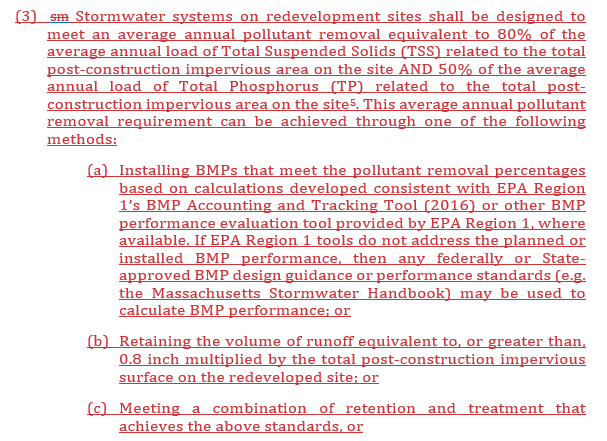 (3) sm Stormwater systems on redevelopment sites shall be designed to
meet an average annual pollutant removal equivalent to 80% of the
average annual load of Total Suspended Solids (TSS) related to the total
post-construction impervious area on the site AND 50% of the average
annual load of Total Phosphorus (TP) related to the total post-
construction impervious area on the site5. This average annual pollutant
removal requirement can be achieved through one of the following
methods:
(a) Installing BMPs that meet the pollutant removal percentages
based on calculations developed consistent with EPA Region
1's BMP Accounting and Tracking Tool (2016) or other BMP
performance evaluation tool provided by EPA Region 1, where
available. If EPA Region 1 tools do not address the planned or
installed BMP performance, then any federally or State-
approved BMP design guidance or performance standards (e.g.
the Massachusetts Stormwater Handbook) may be used to
calculate BMP performance; or
(b) Retaining the volume of runoff equivalent to, or greater than,
0.8 inch multiplied by the total post-construction impervious
surface on the redeveloped site; or
(c) Meeting a combination of retention and treatment that
achieves the above standards, or